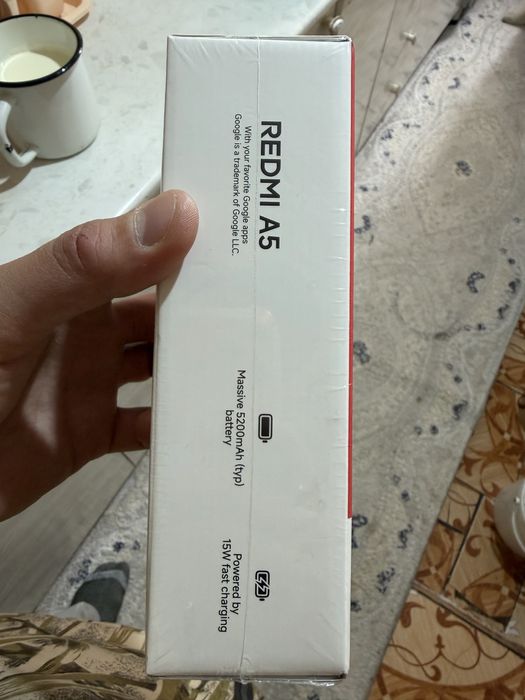 REDMI A5
With your favorite Google apps
Google is a trademark of Google LLC.
Massive 5200mAh (typ)
battery
Powered by
15W fast charging